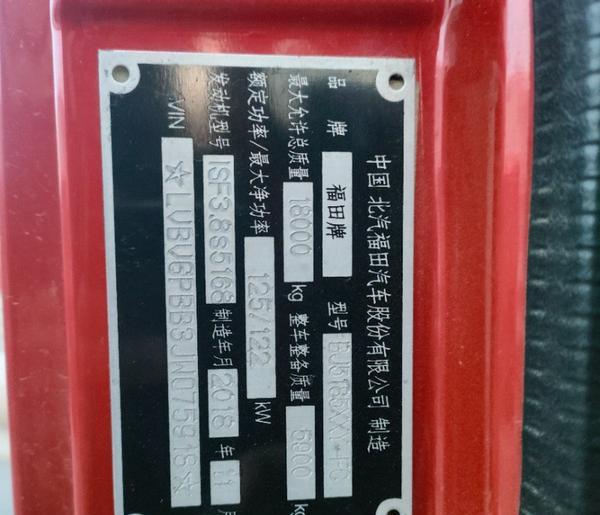 中国 北汽福田汽车股份有限公司 制造
品牌 福田牌 型号
最大允许总质量 18000 kg 整车整备质量 kg
额定功率/最大净功率 125/122 kW
发动机型号 ISF3.8s5168 制造年月 2018 年 11 月
VIN ☆LVBV6PBB3JN075918☆